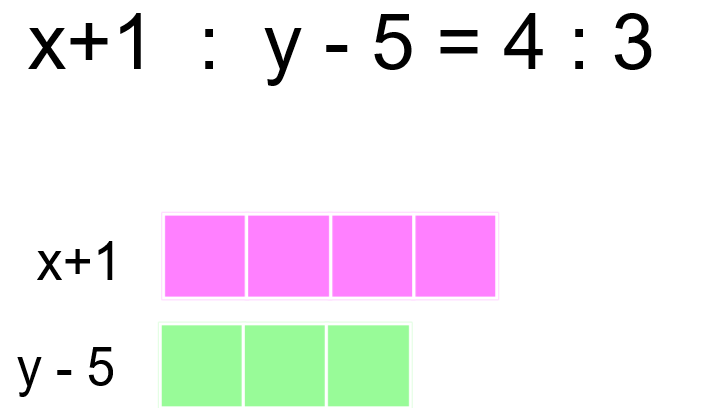 x+1 : y - 5 = 4 : 3
x+1
y - 5